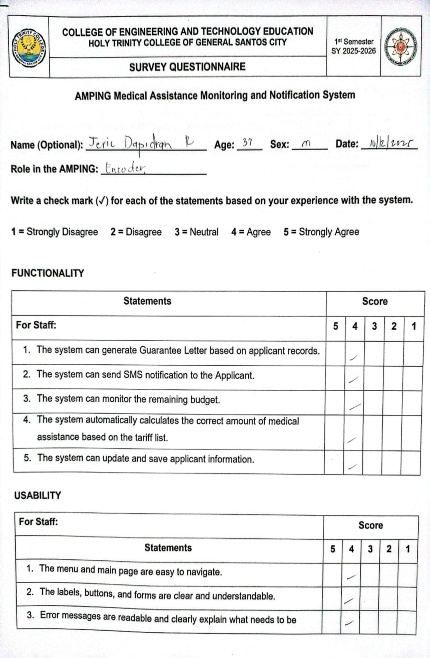 COLLEGE OF ENGINEERING AND TECHNOLOGY EDUCATION
HOLY TRINITY COLLEGE OF GENERAL SANTOS CITY
SURVEY QUESTIONNAIRE
1st Semester
SY 2025-2026
AMPING Medical Assistance Monitoring and Notification System
Name (Optional): Jeric Dapidran R Age: 37 Sex: m Date:
Role in the AMPING: Encoder
Write a check mark (✓) for each of the statements based on your experience with the system.
1 = Strongly Disagree 2 = Disagree 3 = Neutral 4 = Agree 5 = Strongly Agree
FUNCTIONALITY
Statements Score
For Staff: 5 4 3 2 1
1. The system can generate Guarantee Letter based on applicant records. ✓
2. The system can send SMS notification to the Applicant. ✓
3. The system can monitor the remaining budget. ✓
4. The system automatically calculates the correct amount of medical
assistance based on the tariff list. ✓
5. The system can update and save applicant information. ✓
USABILITY
For Staff: Score
Statements 5 4 3 2 1
1. The menu and main page are easy to navigate. ✓
2. The labels, buttons, and forms are clear and understandable. ✓
3. Error messages are readable and clearly explain what needs to be ✓